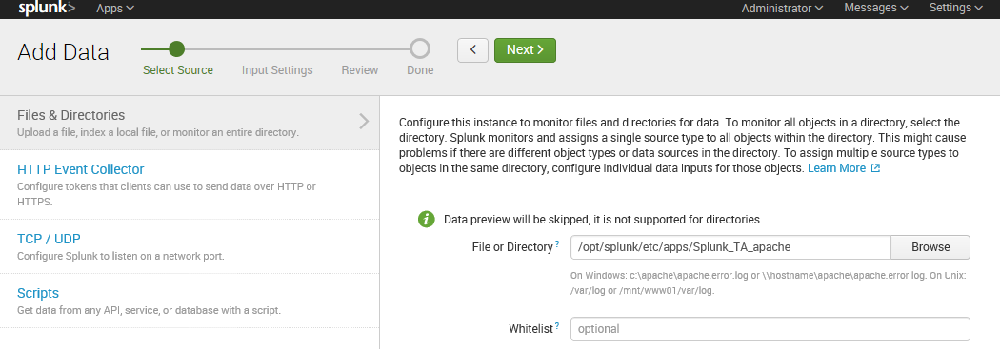 splunk> Apps Administrator Messages Settings
Add Data
Select Source Input Settings Review Done
< Next >
Files & Directories
Upload a file, index a local file, or monitor an entire directory.
HTTP Event Collector
Configure tokens that clients can use to send data over HTTP or
HTTPS.
TCP / UDP
Configure Splunk to listen on a network port.
Scripts
Get data from any API, service, or database with a script.
Configure this instance to monitor files and directories for data. To monitor all objects in a directory, select the
directory. Splunk monitors and assigns a single source type to all objects within the directory. This might cause
problems if there are different object types or data sources in the directory. To assign multiple source types to
objects in the same directory, configure individual data inputs for those objects. Learn More
i Data preview will be skipped, it is not supported for directories.
File or Directory ? /opt/splunk/etc/apps/Splunk_TA_apache Browse
On Windows: c:\apache\apache.error.log or \\hostname\apache\apache.error.log. On Unix:
/var/log or /mnt/www01/var/log.
Whitelist ? optional